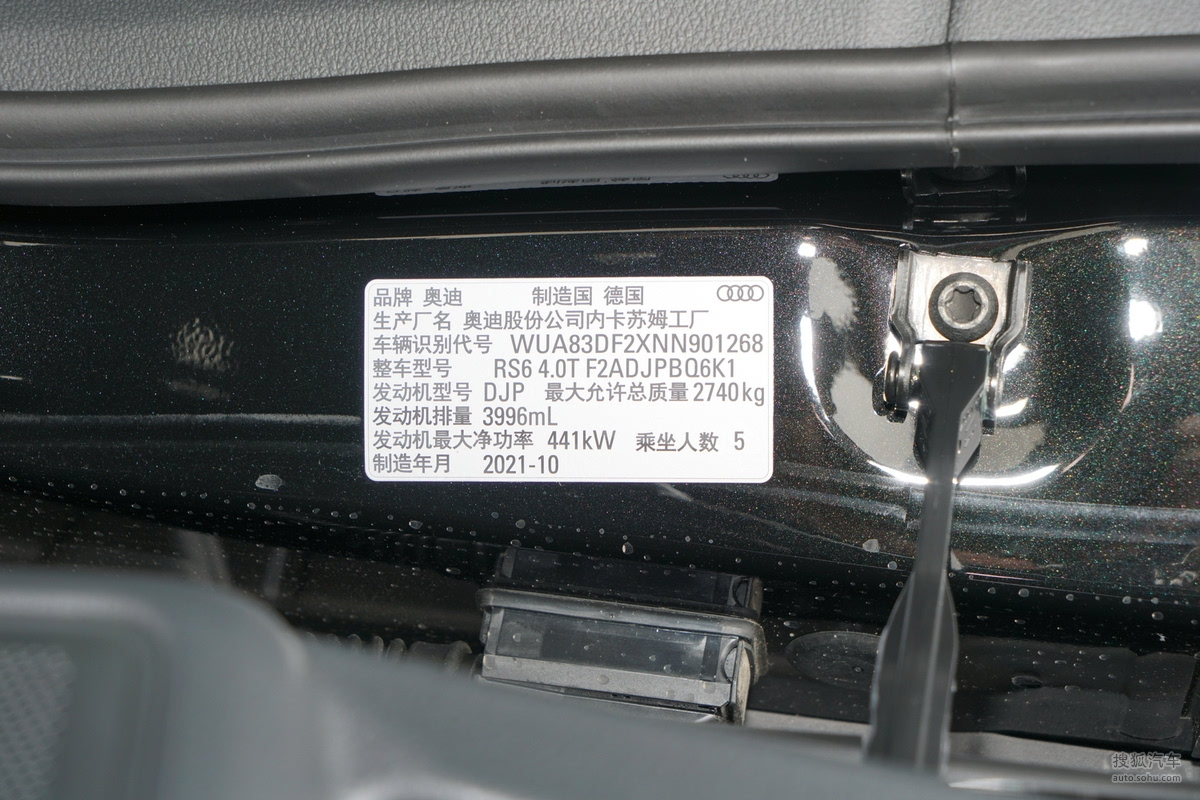 品牌 奥迪 制造国 德国
生产厂名 奥迪股份公司内卡苏姆工厂
车辆识别代号 WUA83DF2XNN901268
整车型号 RS6 4.0T F2ADJPBQ6K1
发动机型号 DJP 最大允许总质量 2740kg
发动机排量 3996mL
发动机最大净功率 441kW 乘坐人数 5
制造年月 2021-10
搜狐汽车
auto.sohu.com